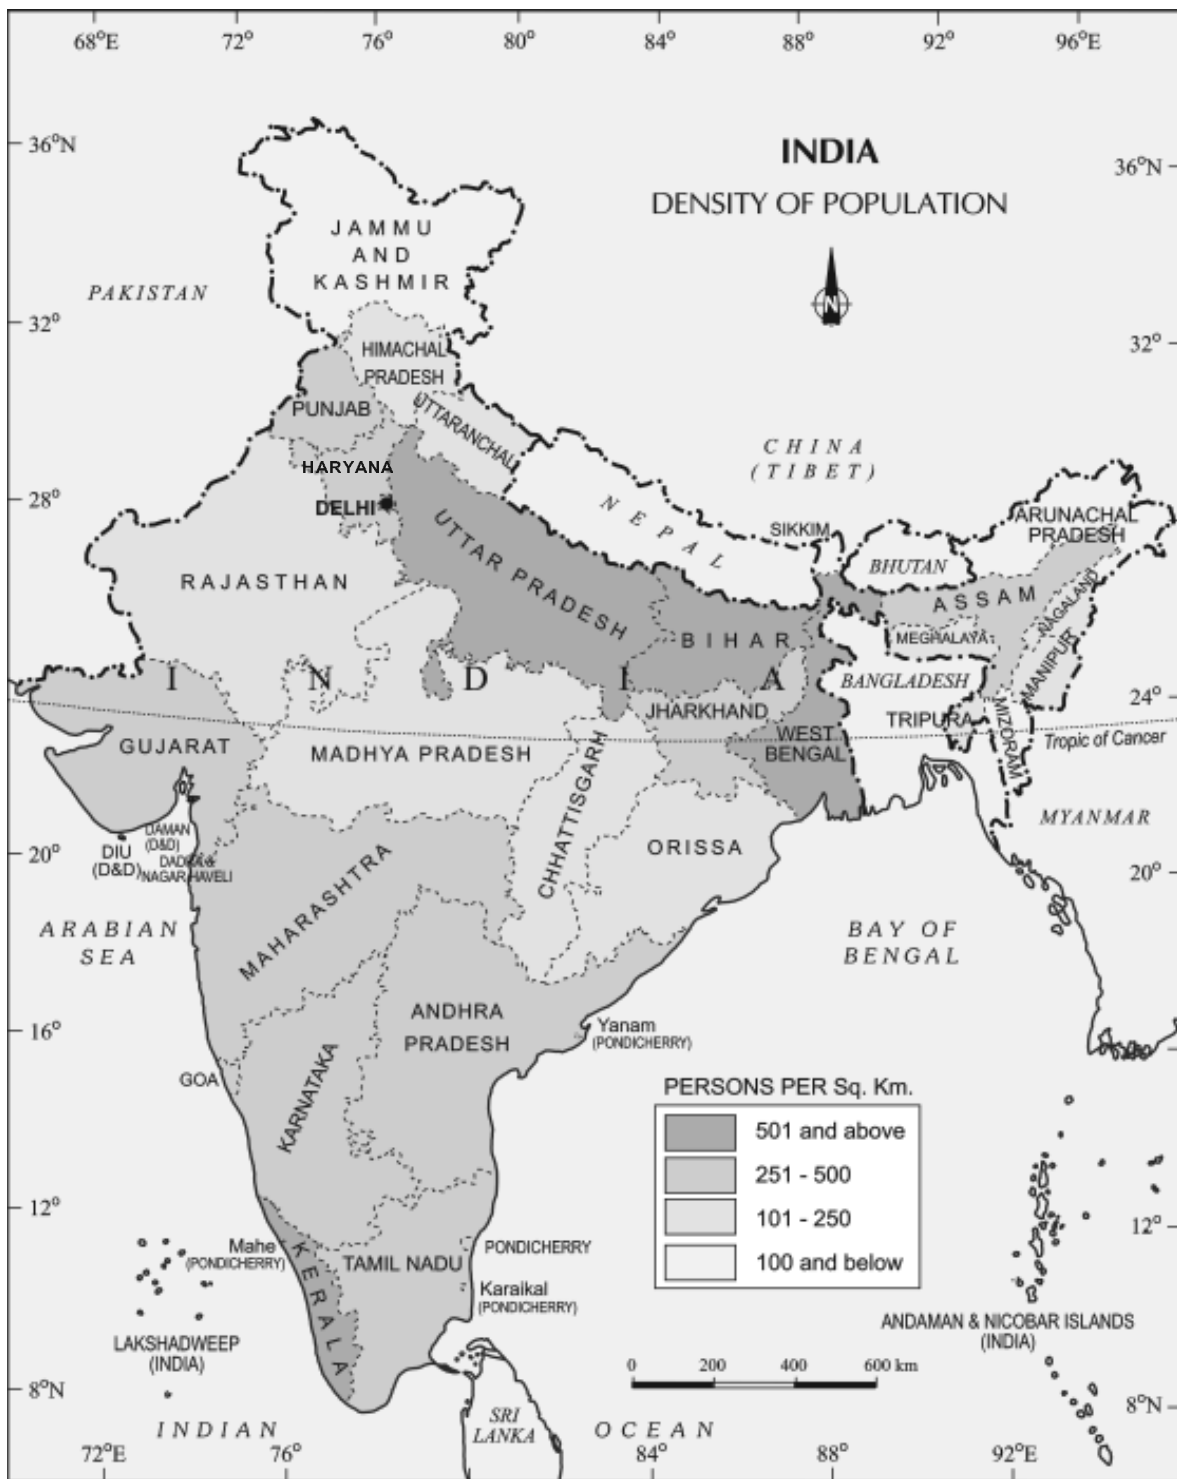 68°E 72° 76° 80° 84° 88° 92° 96°E
36°N
INDIA
36°N
DENSITY OF POPULATION
JAMMU
AND
KASHMIR
PAKISTAN
N
32°
32°
HIMACHAL
PRADESH
PUNJAB
UTTARANCHAL
CHINA
(TIBET)
HARYANA
28°
DELHI
NEPAL
SIKKIM
ARUNACHAL
PRADESH
28°
UTTAR PRADESH
BHUTAN
RAJASTHAN
ASSAM
NAGALAND
BIHAR
MEGHALAYA
MANIPUR
I N D I A
BANGLADESH
24°
JHARKHAND
TRIPURA
MIZORAM
GUJARAT
MADHYA PRADESH
WEST
BENGAL
Tropic of Cancer
CHHATTISGARH
MYANMAR
DAMAN
(D&D)
DIU
(D&D)
DADRA &
NAGAR HAVELI
20°
ORISSA
20°
MAHARASHTRA
ARABIAN
SEA
BAY OF
BENGAL
ANDHRA
PRADESH
16°
Yanam
(PONDICHERRY)
KARNATAKA
GOA
PERSONS PER Sq. Km.
501 and above
251 - 500
101 - 250
100 and below
12°
12°
Mahe
(PONDICHERRY)
KERALA
TAMIL NADU
PONDICHERRY
Karaikal
(PONDICHERRY)
LAKSHADWEEP
(INDIA)
ANDAMAN & NICOBAR ISLANDS
(INDIA)
0 200 400 600 km
8°N
8°N
SRI
LANKA
INDIAN OCEAN
72°E 76° 84° 88° 92°E